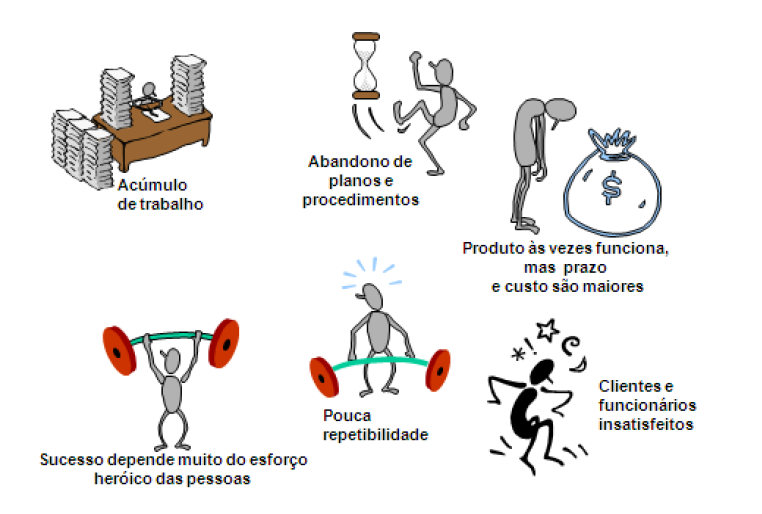 Acúmulo
de trabalho
Abandono de
planos e
procedimentos
$
Produto às vezes funciona,
mas prazo
e custo são maiores
Sucesso depende muito do esforço
heróico das pessoas
Pouca
repetibilidade
*!
Clientes e
funcionários
insatisfeitos